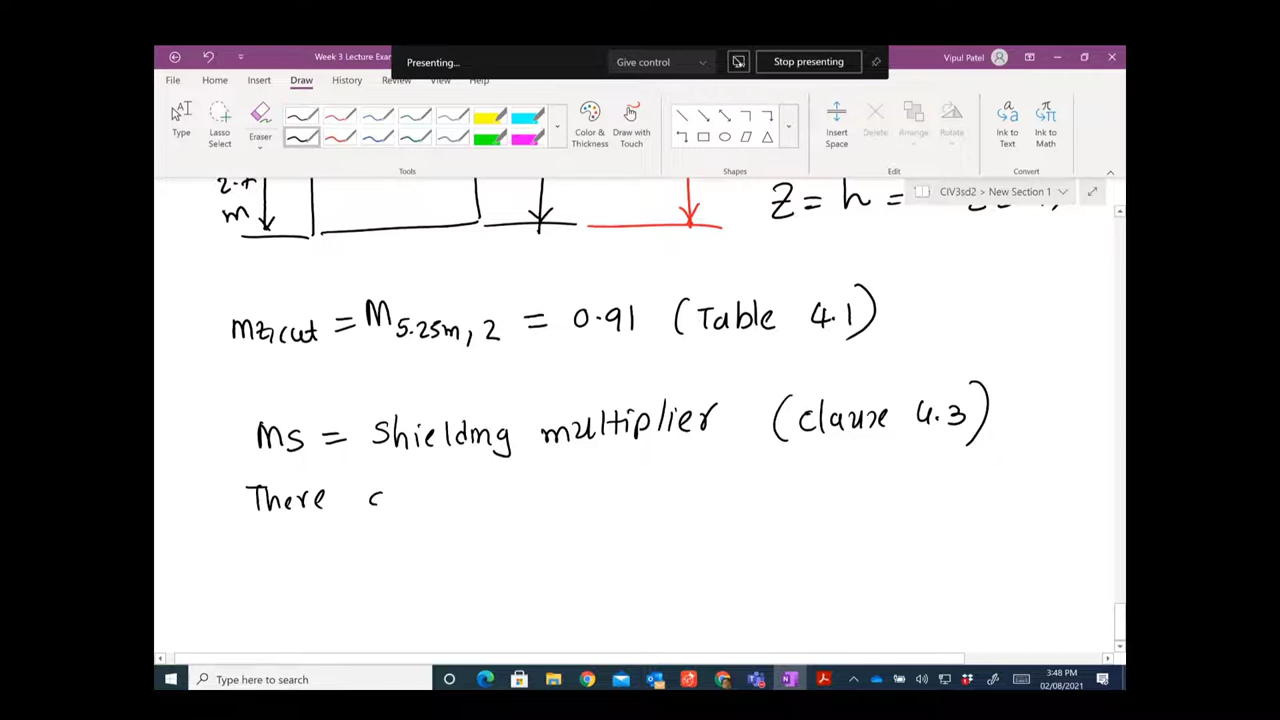 Week 3 Lecture Exa
Presenting...
Give control
Stop presenting
Vipul Patel
File Home Insert Draw History Review View Help
Type
Lasso Select
Eraser
Color & Thickness
Draw with Touch
Insert Space
Delete
Arrange
Rotate
Ink to Text
Ink to Math
Tools
Shapes
Edit
Convert
CIV3sd2 > New Section 1
m
Z = h =
mz,cat = M5.25m, 2 = 0.91 (Table 4.1)
Ms = Shielding multiplier (clause 4.3)
There
Type here to search
3:48 PM
02/08/2021